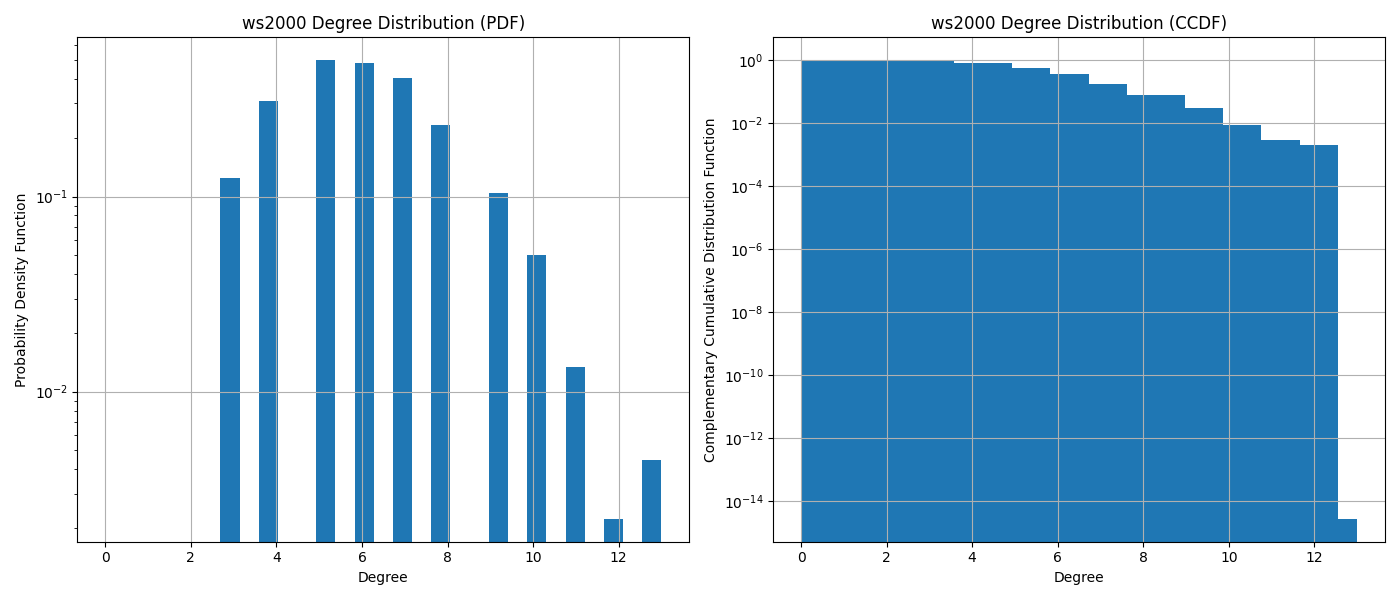 ws2000 Degree Distribution (PDF)
Probability Density Function
10⁻¹
10⁻²
0 2 4 6 8 10 12
Degree
ws2000 Degree Distribution (CCDF)
Complementary Cumulative Distribution Function
10⁰
10⁻²
10⁻⁴
10⁻⁶
10⁻⁸
10⁻¹⁰
10⁻¹²
10⁻¹⁴
0 2 4 6 8 10 12
Degree